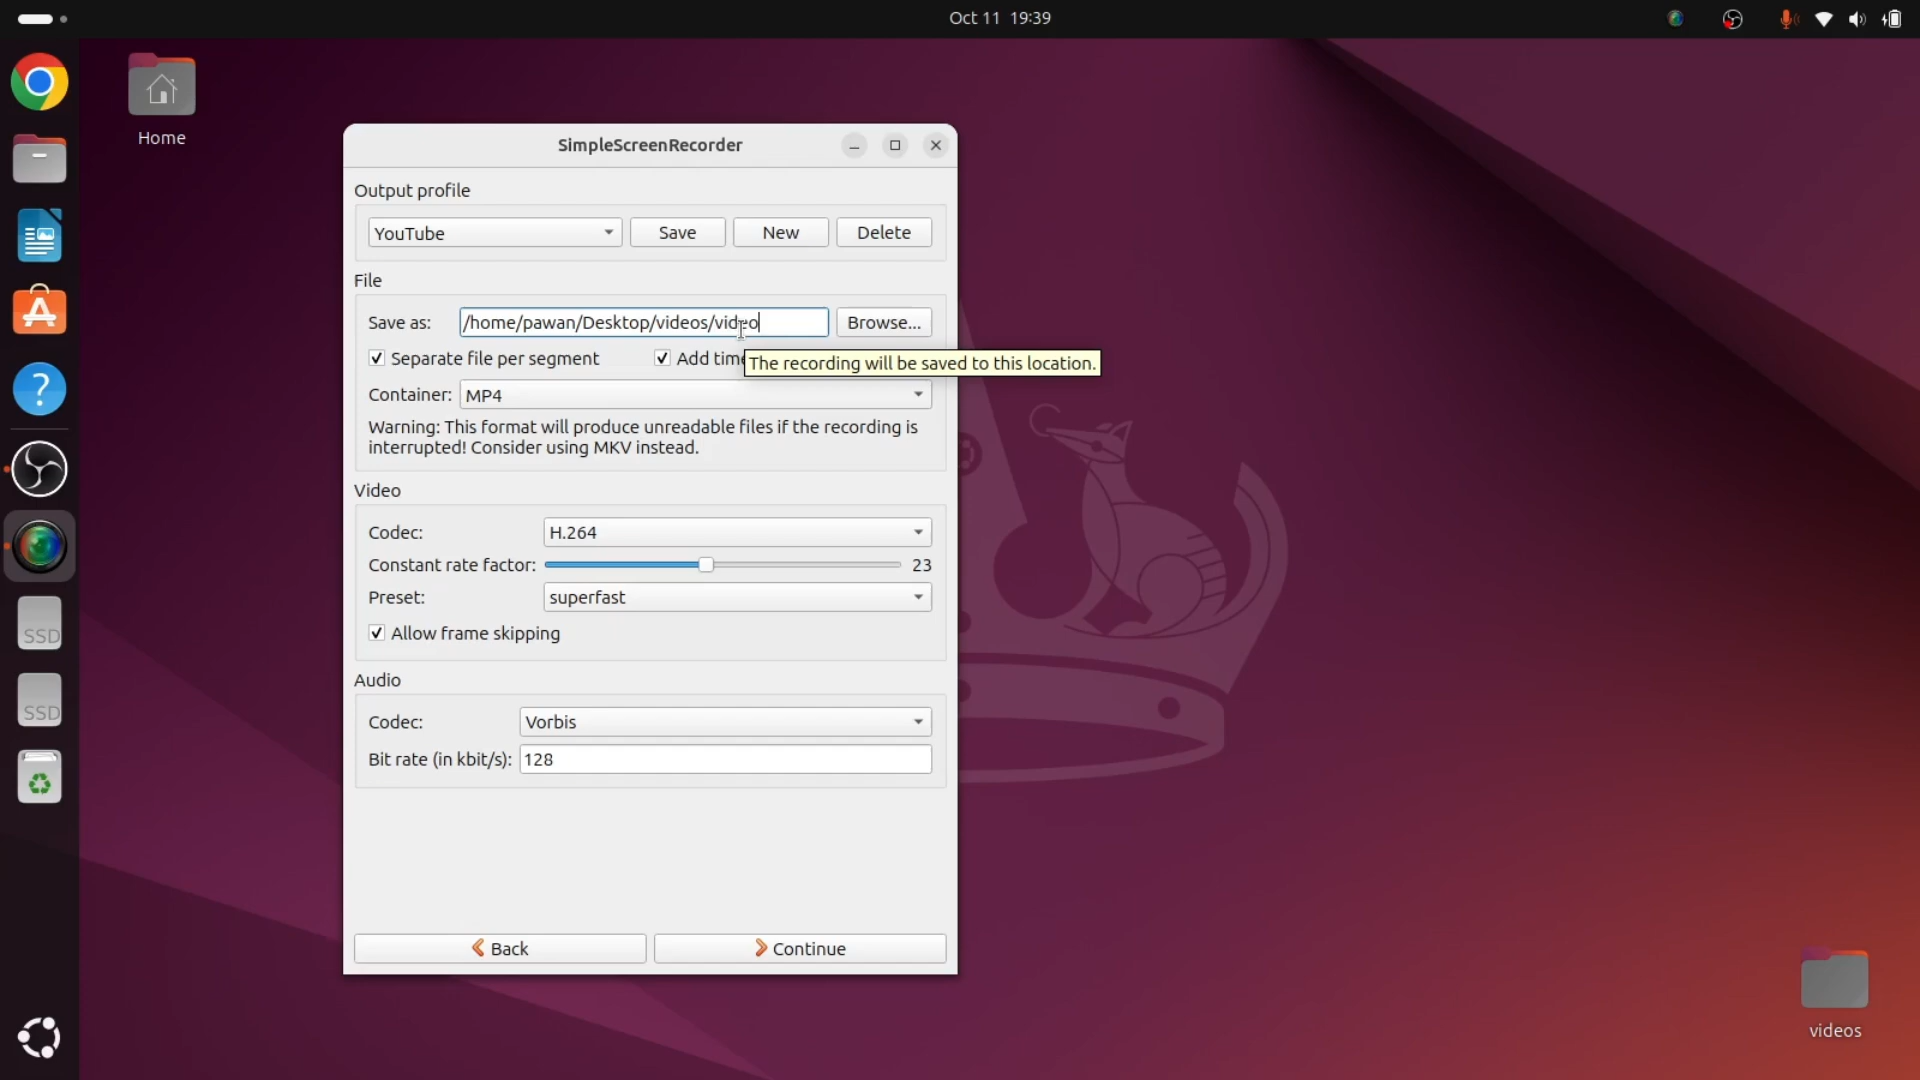 Oct 11 19:39
Home
SimpleScreenRecorder
Output profile
YouTube Save New Delete
File
Save as: /home/pawan/Desktop/videos/video Browse...
Separate file per segment Add time
The recording will be saved to this location.
Container: MP4
Warning: This format will produce unreadable files if the recording is
interrupted! Consider using MKV instead.
Video
Codec: H.264
Constant rate factor: 23
Preset: superfast
Allow frame skipping
Audio
Codec: Vorbis
Bit rate (in kbit/s): 128
Back Continue
SSD
SSD
videos